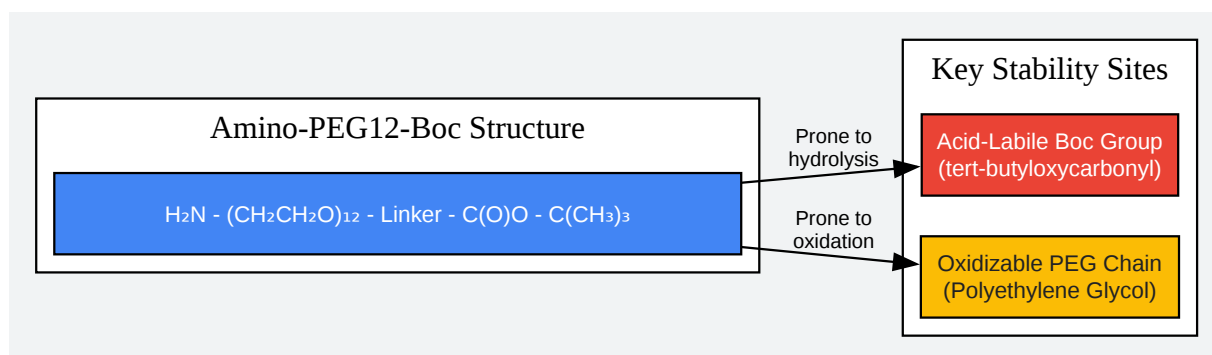 Amino-PEG12-Boc Structure
H₂N - (CH₂CH₂O)₁₂ - Linker - C(O)O - C(CH₃)₃
Prone to
hydrolysis
Prone to
oxidation
Key Stability Sites
Acid-Labile Boc Group
(tert-butyloxycarbonyl)
Oxidizable PEG Chain
(Polyethylene Glycol)